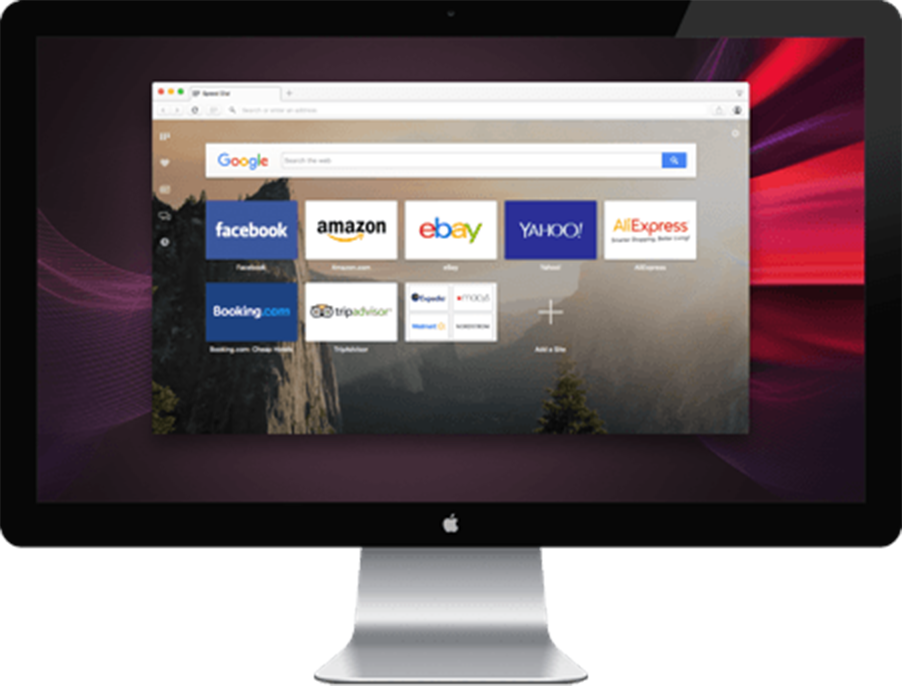 Speed Dial
Search or enter an address
Google
Search the web
facebook
amazon
ebay
YAHOO!
AliExpress
Smarter Shopping, Better Living!
Facebook
Amazon.com
eBay
Yahoo!
AliExpress
Booking.com
tripadvisor
Expedia
macys
Walmart
NORDSTROM
Booking.com: Cheap Hotels
TripAdvisor
Add a Site